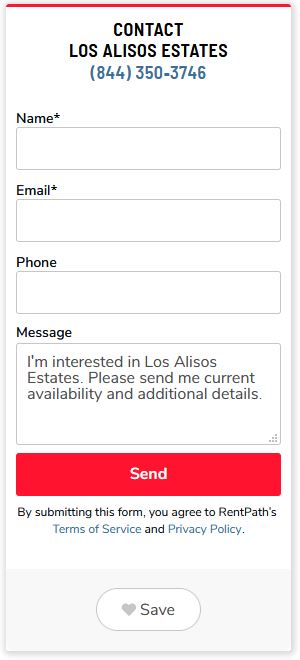 CONTACT
LOS ALISOS ESTATES
(844) 350-3746
Name*
Email*
Phone
Message
I'm interested in Los Alisos
Estates. Please send me current
availability and additional details.
Send
By submitting this form, you agree to RentPath's
Terms of Service and Privacy Policy.
Save